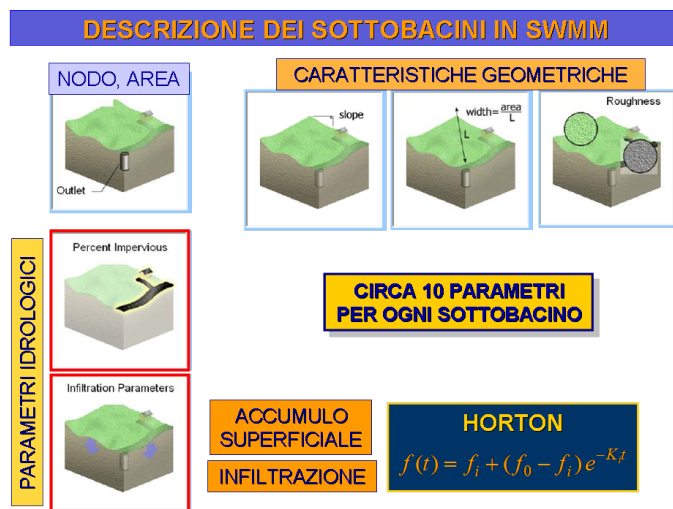 DESCRIZIONE DEI SOTTOBACINI IN SWMM
NODO, AREA
CARATTERISTICHE GEOMETRICHE
Outlet
slope
width= area / L
L
Roughness
PARAMETRI IDROLOGICI
Percent Impervious
CIRCA 10 PARAMETRI
PER OGNI SOTTOBACINO
Infiltration Parameters
ACCUMULO
SUPERFICIALE
INFILTRAZIONE
HORTON
f(t) = f_i + (f_0 − f_i) e^{−K_i t}